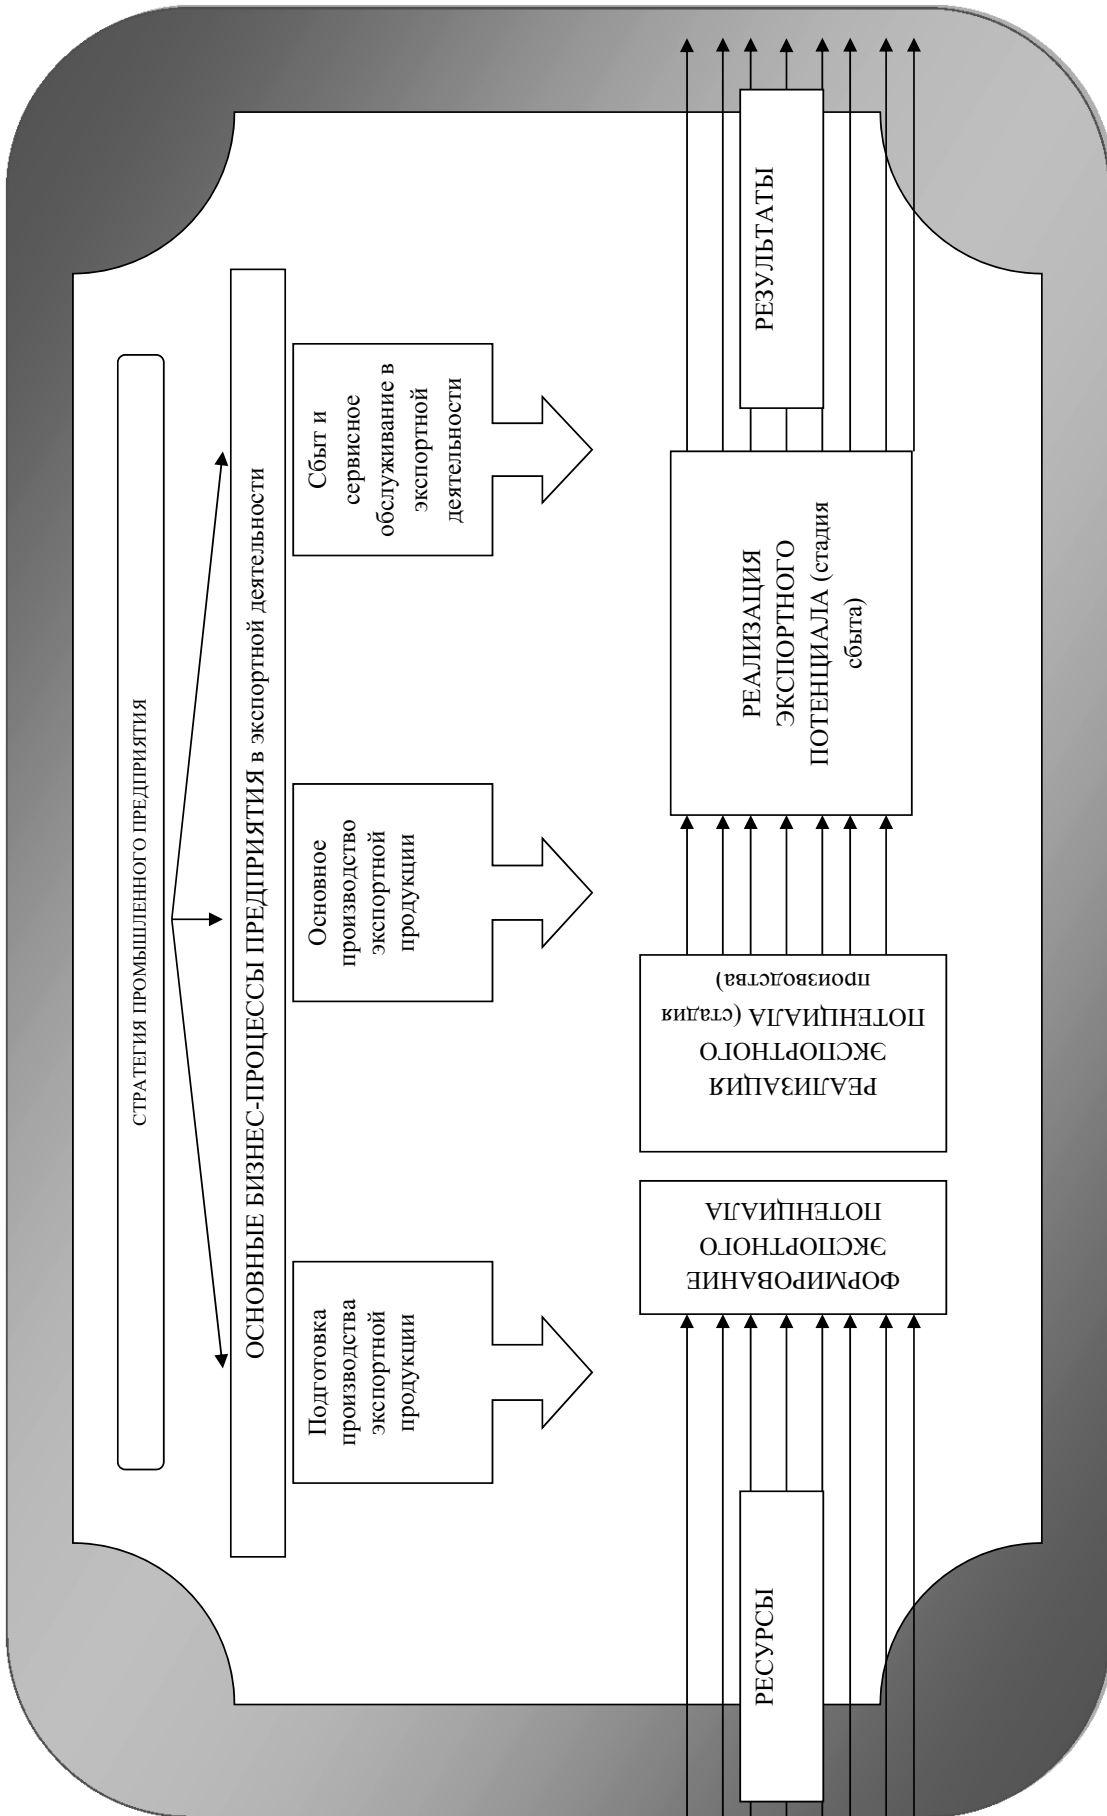 СТРАТЕГИЯ ПРОМЫШЛЕННОГО ПРЕДПРИЯТИЯ
ОСНОВНЫЕ БИЗНЕС-ПРОЦЕССЫ ПРЕДПРИЯТИЯ в экспортной деятельности
Подготовка
производства
экспортной
продукции
Основное
производство
экспортной
продукции
Сбыт и
сервисное
обслуживание в
экспортной
деятельности
РЕСУРСЫ
ФОРМИРОВАНИЕ
ЭКСПОРТНОГО
ПОТЕНЦИАЛА
РЕАЛИЗАЦИЯ
ЭКСПОРТНОГО
ПОТЕНЦИАЛА (стадия
производства)
РЕАЛИЗАЦИЯ
ЭКСПОРТНОГО
ПОТЕНЦИАЛА (стадия
сбыта)
РЕЗУЛЬТАТЫ